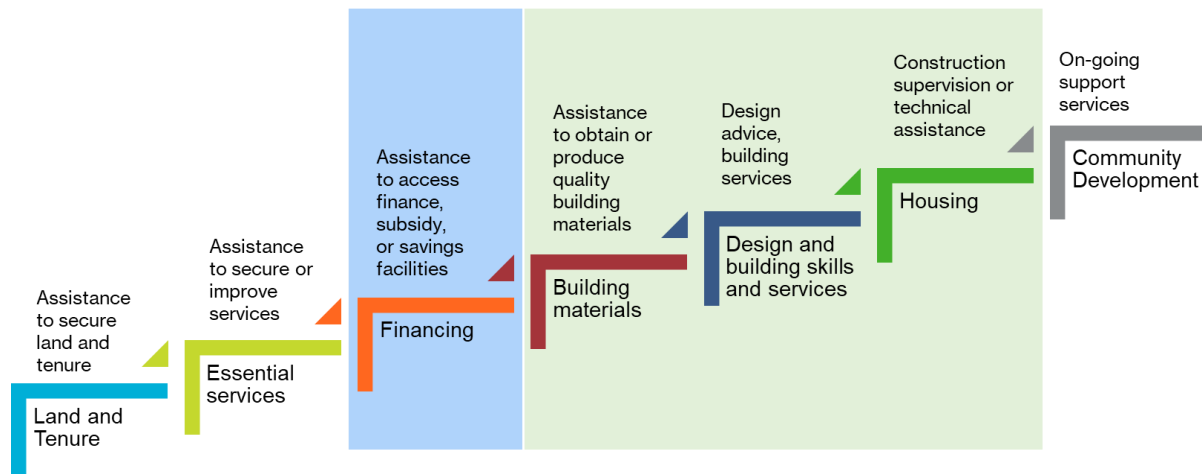 Assistance
to secure
land and
tenure
Land and
Tenure
Assistance
to secure or
improve
services
Essential
services
Assistance
to access
finance,
subsidy,
or savings
facilities
Financing
Assistance
to obtain or
produce
quality
building
materials
Building
materials
Design
advice,
building
services
Design and
building skills
and services
Construction
supervision or
technical
assistance
Housing
On-going
support
services
Community
Development